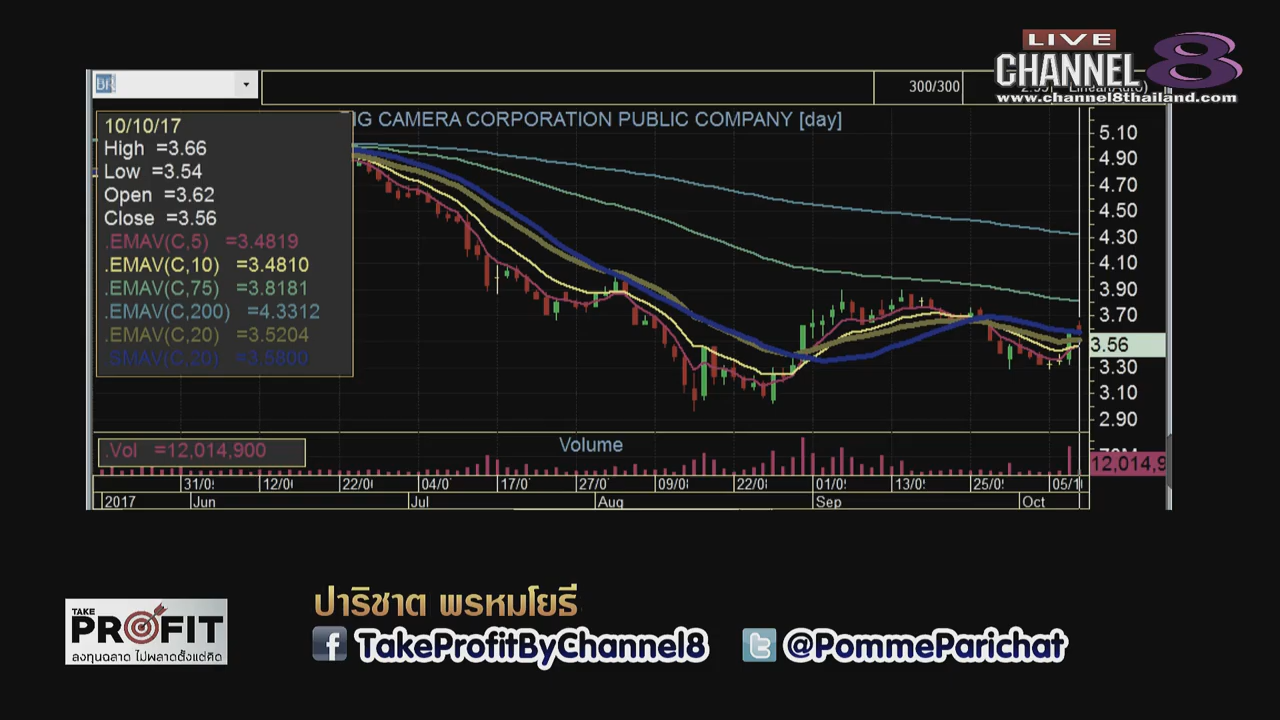 LIVE
CHANNEL 8
www.channel8thailand.com
300/300
IG CAMERA CORPORATION PUBLIC COMPANY [day]
10/10/17
High =3.66
Low =3.54
Open =3.62
Close =3.56
.EMAV(C,5) =3.4819
.EMAV(C,10) =3.4810
.EMAV(C,75) =3.8181
.EMAV(C,200) =4.3312
.EMAV(C,20) =3.5204
.SMAV(C,20) =3.5800
5.10
4.90
4.70
4.50
4.30
4.10
3.90
3.70
3.56
3.30
3.10
2.90
Volume
.Vol =12,014,900
12,014,9
31/0 12/0 22/0 04/0 17/0 27/0 09/0 22/0 01/0 13/0 25/0 05/1
2017 Jun Jul Aug Sep Oct
TAKE
PROFIT
ลงทุนฉลาด ไม่พลาดตั้งแต่คิด
ปาริชาต พรหมโยธี
TakeProfitByChannel8
@PommeParichat